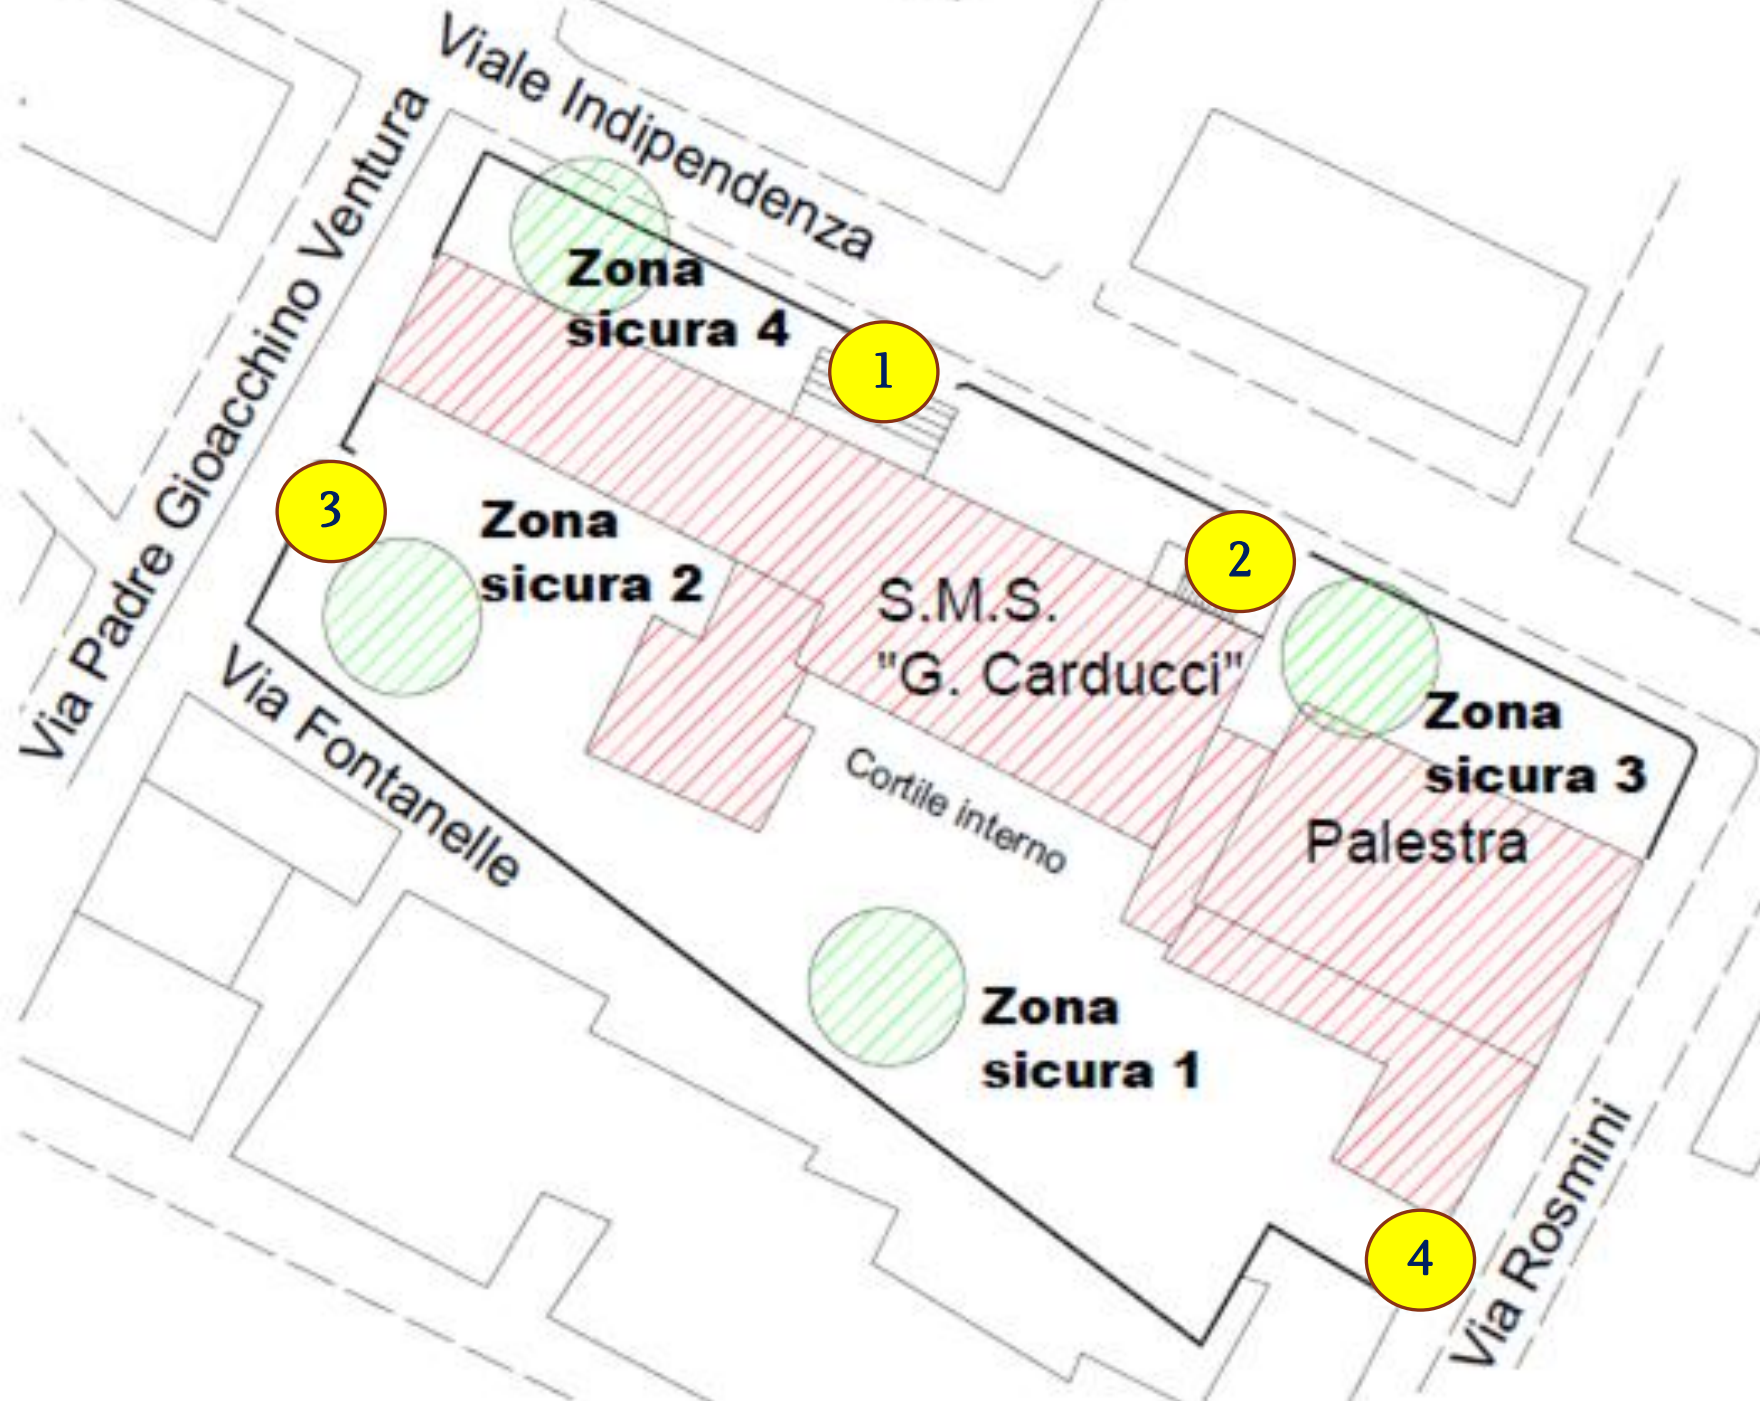 Viale Indipendenza
Via Padre Gioacchino Ventura
Zona
sicura 4
1
3
Zona
sicura 2
2
S.M.S.
"G. Carducci"
Zona
sicura 3
Via Fontanelle
Cortile interno
Palestra
Zona
sicura 1
4
Via Rosmini